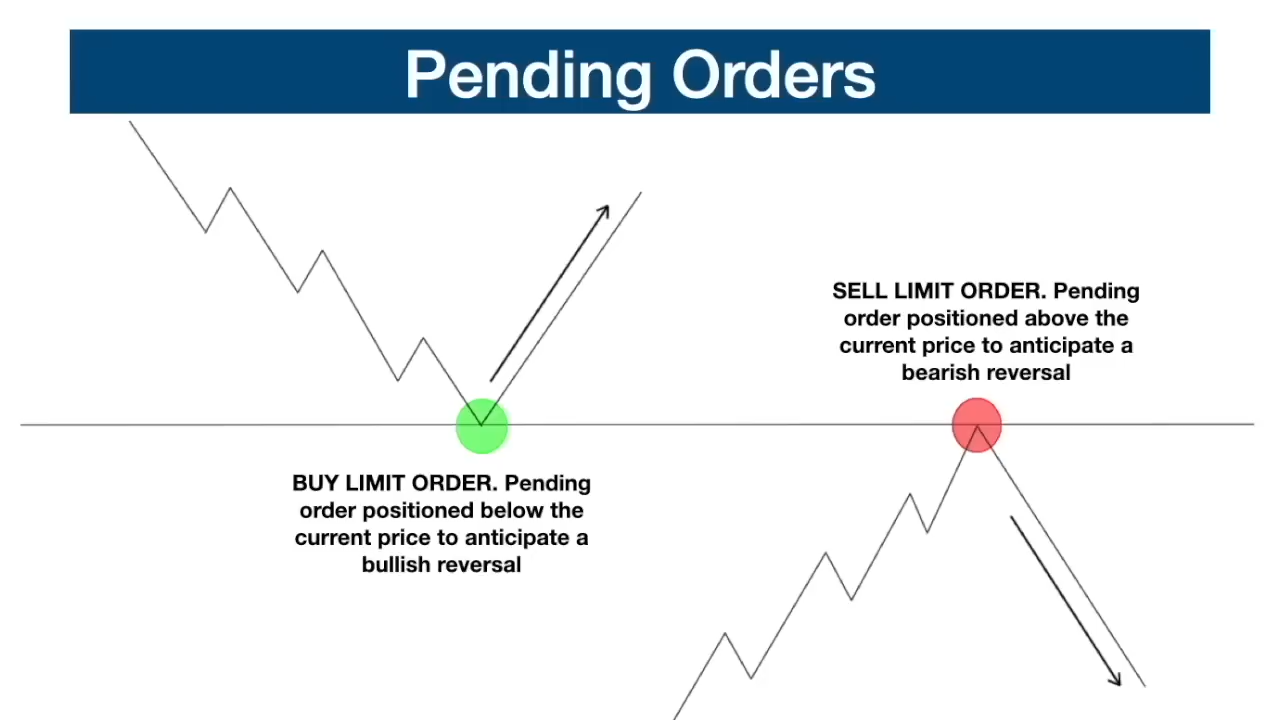 Pending Orders
SELL LIMIT ORDER. Pending
order positioned above the
current price to anticipate a
bearish reversal
BUY LIMIT ORDER. Pending
order positioned below the
current price to anticipate a
bullish reversal